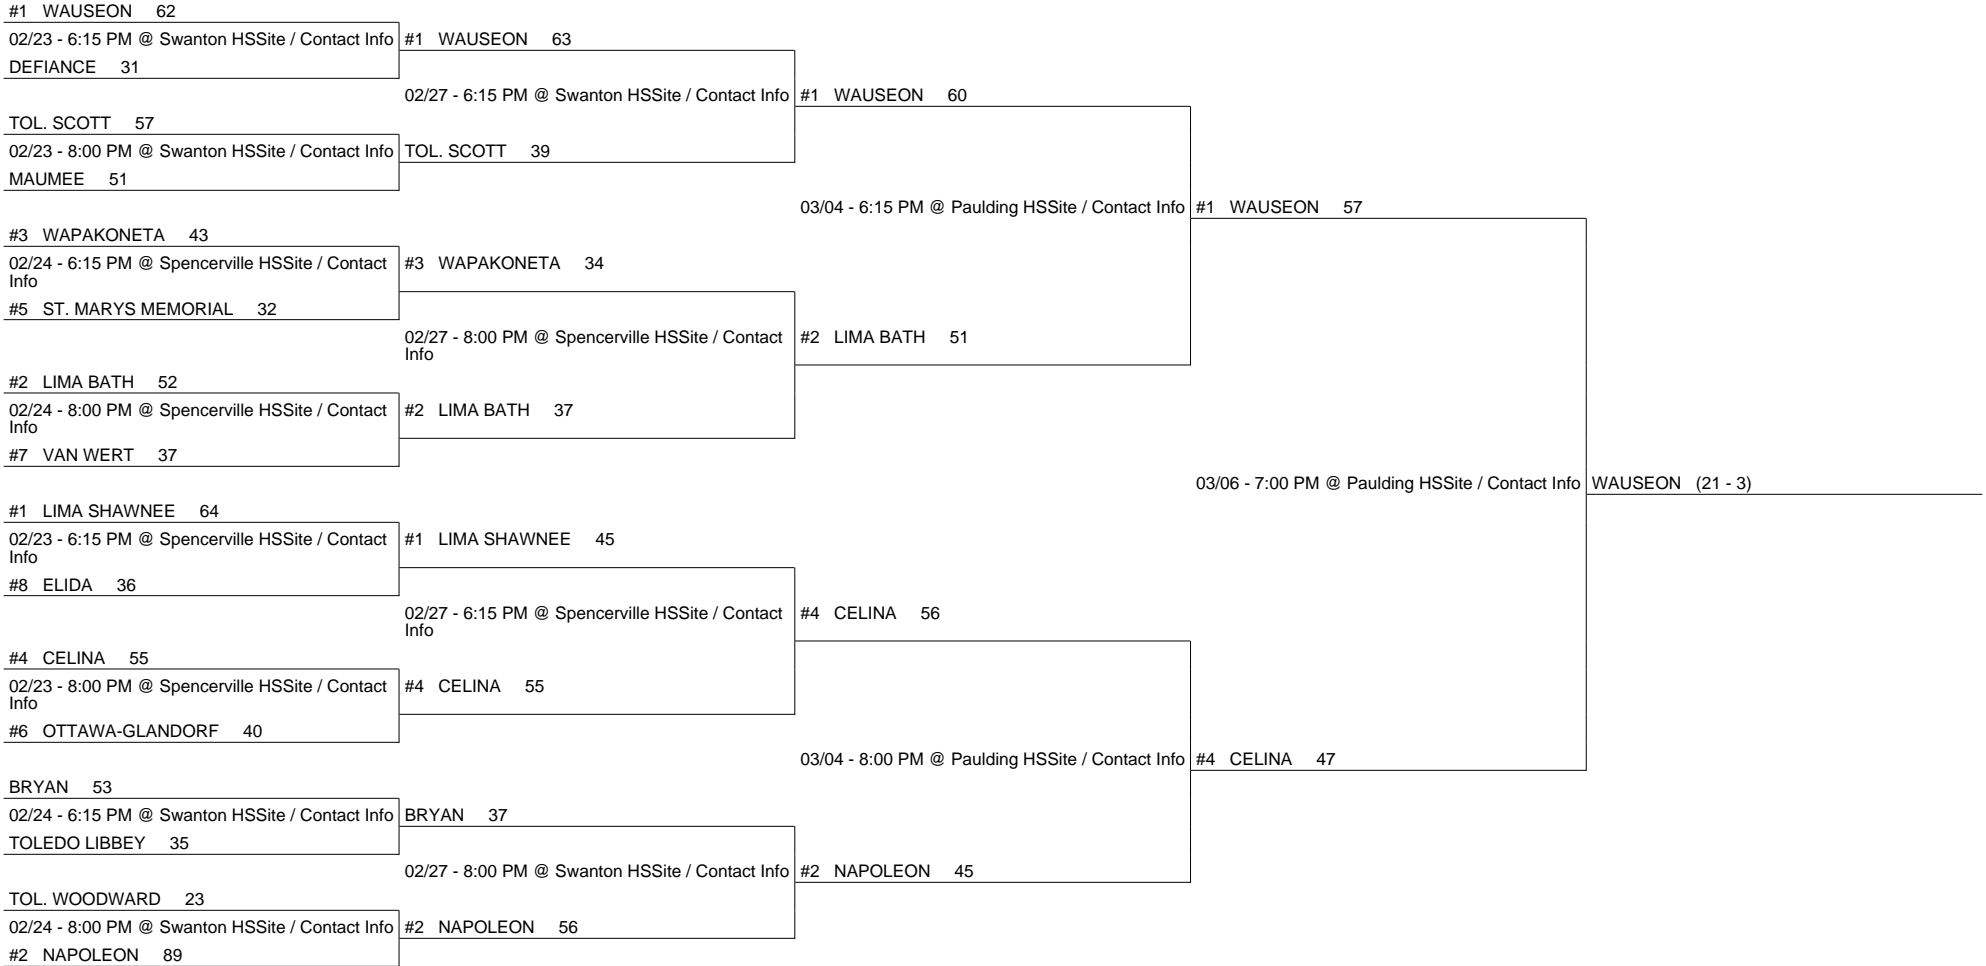 #1 WAUSEON 62
02/23 - 6:15 PM @ Swanton HSSite / Contact Info
DEFIANCE 31
TOL. SCOTT 57
02/23 - 8:00 PM @ Swanton HSSite / Contact Info
MAUMEE 51
#3 WAPAKONETA 43
02/24 - 6:15 PM @ Spencerville HSSite / Contact
Info
#5 ST. MARYS MEMORIAL 32
#2 LIMA BATH 52
02/24 - 8:00 PM @ Spencerville HSSite / Contact
Info
#7 VAN WERT 37
#1 LIMA SHAWNEE 64
02/23 - 6:15 PM @ Spencerville HSSite / Contact
Info
#8 ELIDA 36
#4 CELINA 55
02/23 - 8:00 PM @ Spencerville HSSite / Contact
Info
#6 OTTAWA-GLANDORF 40
BRYAN 53
02/24 - 6:15 PM @ Swanton HSSite / Contact Info
TOLEDO LIBBEY 35
TOL. WOODWARD 23
02/24 - 8:00 PM @ Swanton HSSite / Contact Info
#2 NAPOLEON 89
#1 WAUSEON 63
02/27 - 6:15 PM @ Swanton HSSite / Contact Info
TOL. SCOTT 39
#3 WAPAKONETA 34
02/27 - 8:00 PM @ Spencerville HSSite / Contact
Info
#2 LIMA BATH 37
#1 LIMA SHAWNEE 45
02/27 - 6:15 PM @ Spencerville HSSite / Contact
Info
#4 CELINA 55
BRYAN 37
02/27 - 8:00 PM @ Swanton HSSite / Contact Info
#2 NAPOLEON 56
#1 WAUSEON 60
03/04 - 6:15 PM @ Paulding HSSite / Contact Info
#2 LIMA BATH 51
#4 CELINA 56
03/04 - 8:00 PM @ Paulding HSSite / Contact Info
#2 NAPOLEON 45
#1 WAUSEON 57
03/06 - 7:00 PM @ Paulding HSSite / Contact Info
#4 CELINA 47
WAUSEON (21 - 3)